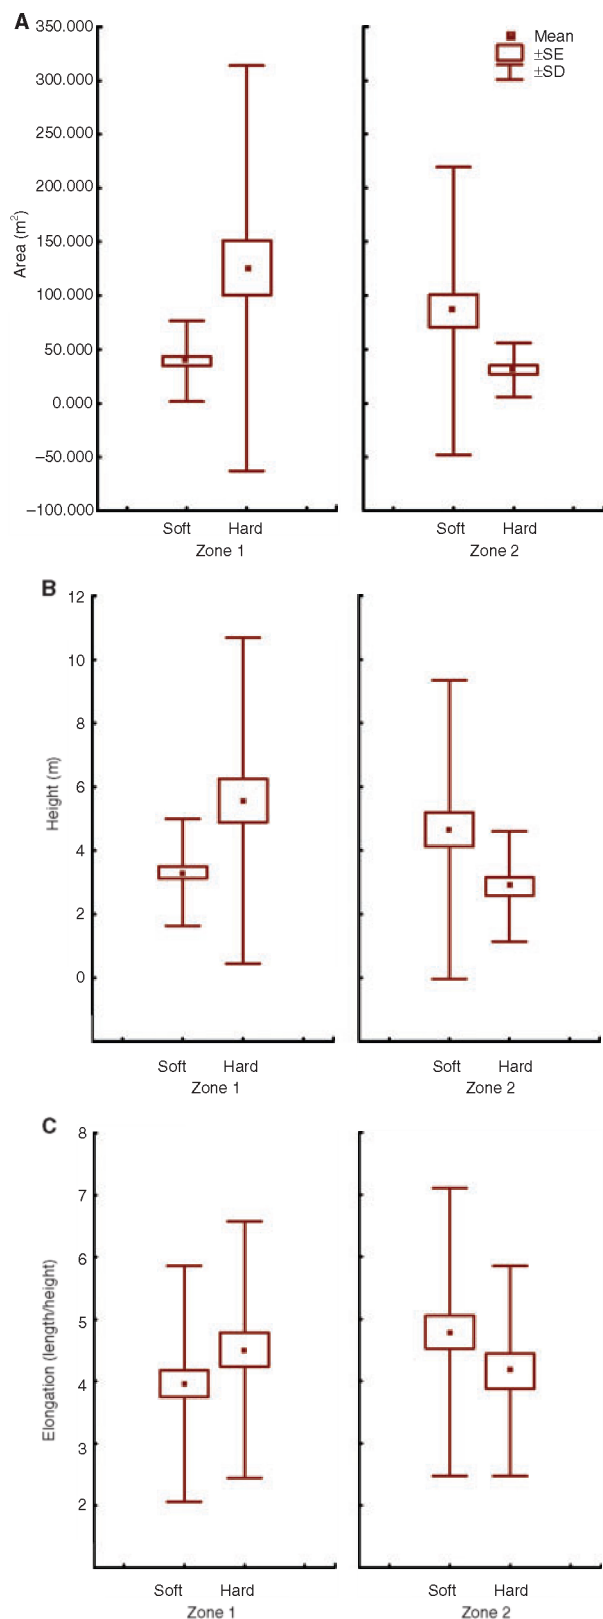 A
350.000
300.000
250.000
200.000
150.000
100.000
50.000
0.000
–50.000
–100.000
Area (m²)
Mean
±SE
±SD
Soft Hard
Zone 1
Soft Hard
Zone 2
B
12
10
8
6
4
2
0
Height (m)
Soft Hard
Zone 1
Soft Hard
Zone 2
C
8
7
6
5
4
3
2
Elongation (length/height)
Soft Hard
Zone 1
Soft Hard
Zone 2